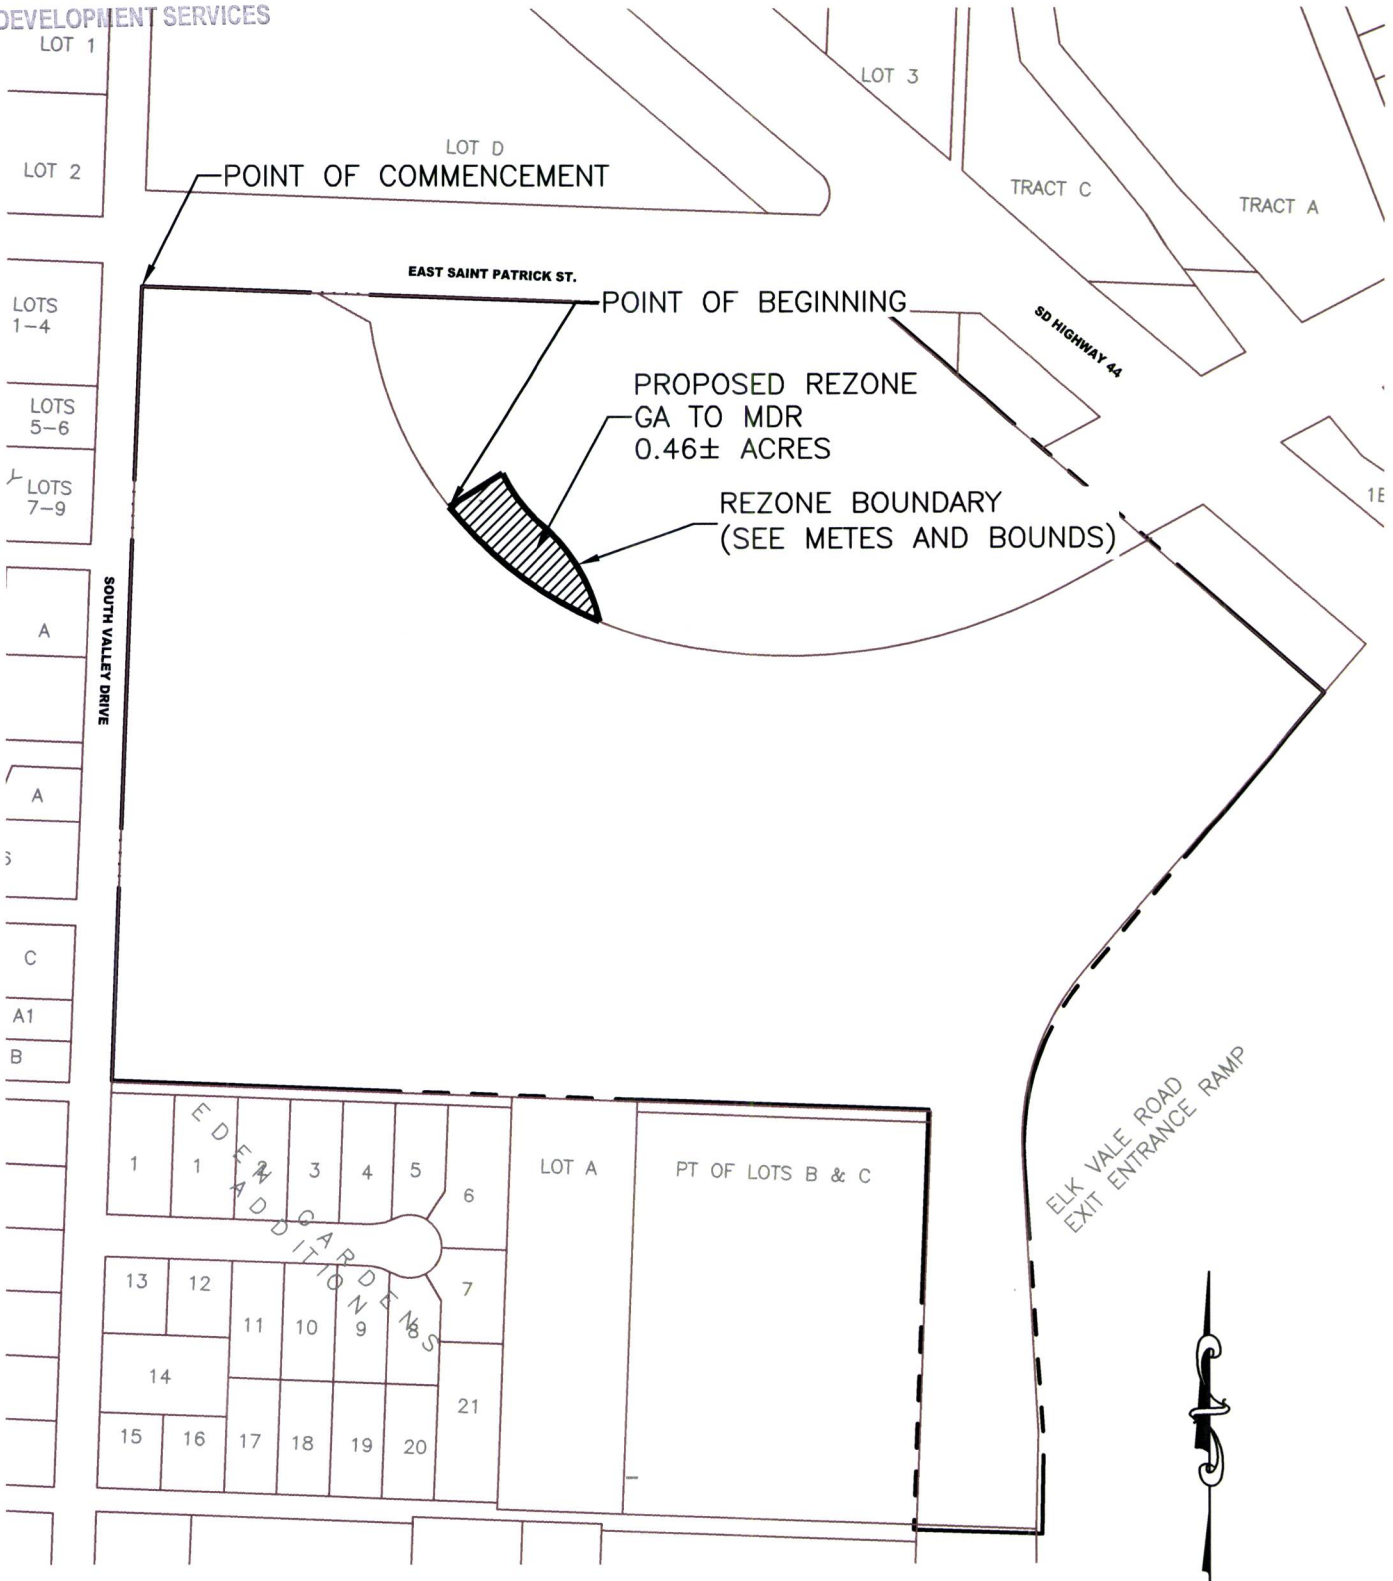 DEVELOPMENT SERVICES
LOT 1
LOT 3
LOT D
LOT 2
POINT OF COMMENCEMENT
TRACT C
TRACT A
EAST SAINT PATRICK ST.
LOTS
1-4
POINT OF BEGINNING
SD HIGHWAY 44
PROPOSED REZONE
GA TO MDR
0.46± ACRES
LOTS
5-6
LOTS
7-9
REZONE BOUNDARY
(SEE METES AND BOUNDS)
SOUTH VALLEY DRIVE
A
A
C
A1
B
ELK VALE ROAD
EXIT ENTRANCE RAMP
EDEN GARDENS
ADDITION
1
1
2
3
4
5
6
LOT A
PT OF LOTS B & C
13
12
7
11
10
9
8
14
21
15
16
17
18
19
20